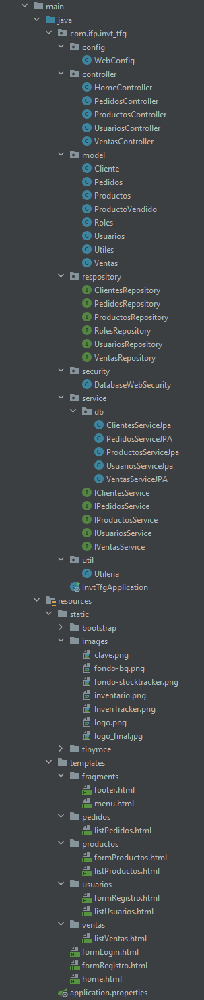 main
java
com.ifp.invt_tfg
config
WebConfig
controller
HomeController
PedidosController
ProductosController
UsuariosController
VentasController
model
Cliente
Pedidos
Productos
ProductoVendido
Roles
Usuarios
Utiles
Ventas
respository
ClientesRepository
PedidosRepository
ProductosRepository
RolesRepository
UsuariosRepository
VentasRepository
security
DatabaseWebSecurity
service
db
ClientesServiceJpa
PedidosServiceJPA
ProductosServiceJpa
UsuariosServiceJpa
VentasServiceJPA
IClientesService
IPedidosService
IProductosService
IUsuariosService
IVentasService
util
Utileria
InvtTfgApplication
resources
static
bootstrap
images
clave.png
fondo-bg.png
fondo-stocktracker.png
inventario.png
InvenTracker.png
logo.png
logo_final.jpg
tinymce
templates
fragments
footer.html
menu.html
pedidos
listPedidos.html
productos
formProductos.html
listProductos.html
usuarios
formRegistro.html
listUsuarios.html
ventas
listVentas.html
formLogin.html
formRegistro.html
home.html
application.properties